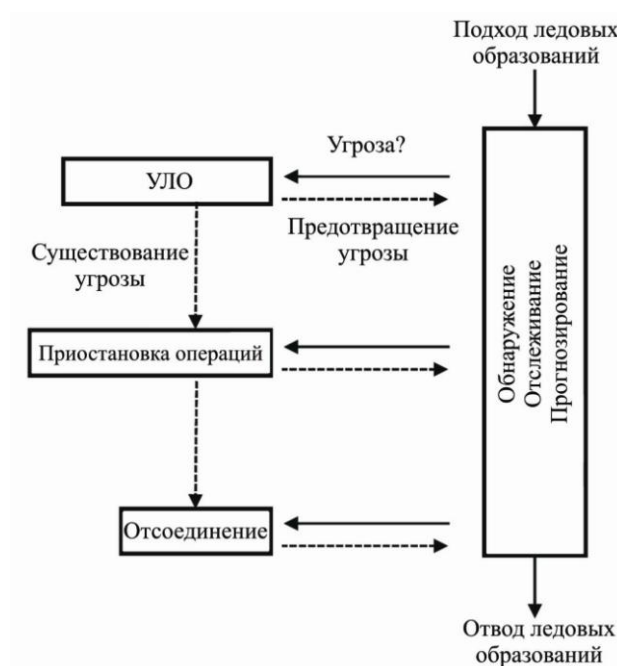 Подход ледовых
образований
Угроза?
УЛО
Предотвращение
угрозы
Существование
угрозы
Приостановка операций
Обнаружение
Отслеживание
Прогнозирование
Отсоединение
Отвод ледовых
образований